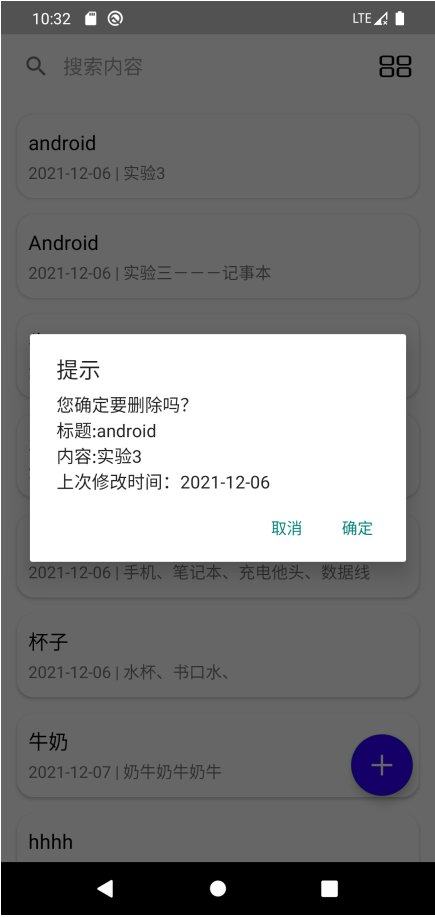 10:32 LTE
搜索内容
android
2021-12-06 | 实验3
Android
2021-12-06 | 实验三－－－记事本
提示
您确定要删除吗？
标题:android
内容:实验3
上次修改时间：2021-12-06
取消 确定
2021-12-06 | 手机、笔记本、充电他头、数据线
杯子
2021-12-06 | 水杯、书口水、
牛奶
2021-12-07 | 奶牛奶牛奶牛
hhhh